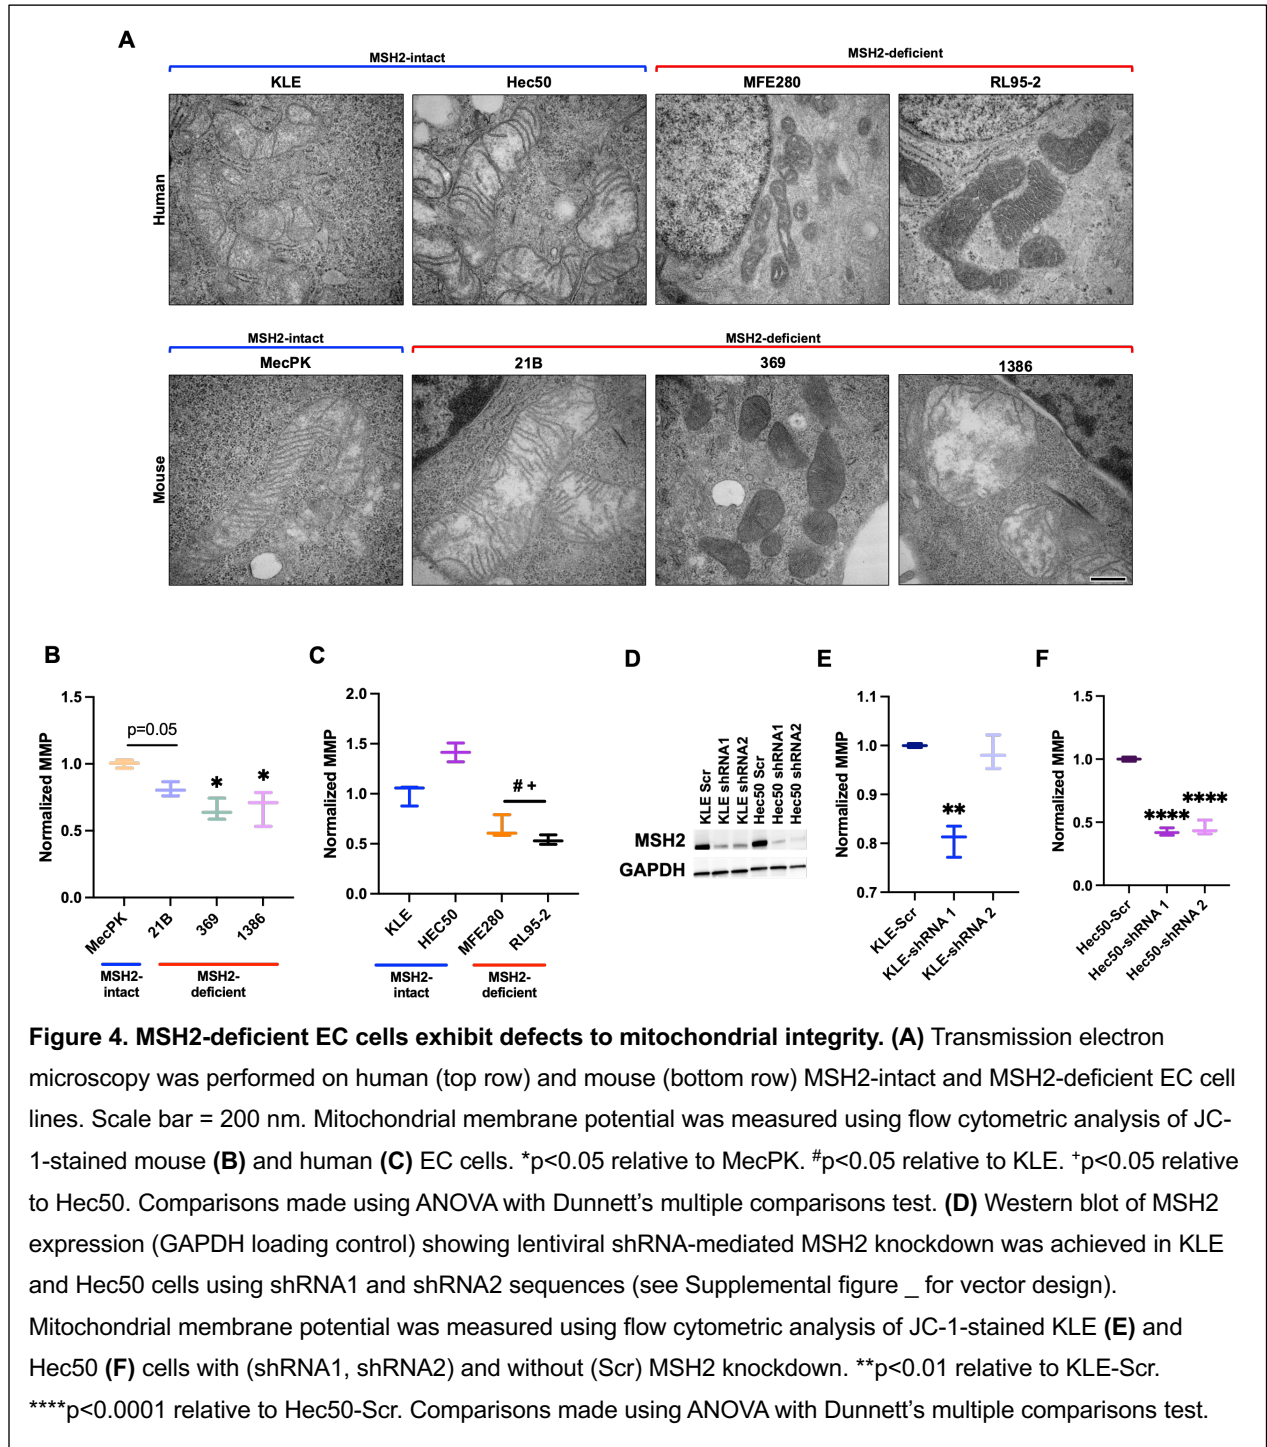 A
MSH2-intact
MSH2-deficient
KLE
Hec50
MFE280
RL95-2
Human
MSH2-intact
MSH2-deficient
MecPK
21B
369
1386
Mouse
B
Normalized MMP
1.5
1.0
0.5
0.0
p=0.05
*
*
MecPK
21B
369
1386
MSH2-
intact
MSH2-
deficient
C
Normalized MMP
2.0
1.5
1.0
0.5
0.0
# +
KLE
HEC50
MFE280
RL95-2
MSH2-
intact
MSH2-
deficient
D
KLE Scr
KLE shRNA1
KLE shRNA2
Hec50 Scr
Hec50 shRNA1
Hec50 shRNA2
MSH2
GAPDH
E
Normalized MMP
1.1
1.0
0.9
0.8
0.7
**
KLE-Scr
KLE-shRNA 1
KLE-shRNA 2
F
Normalized MMP
1.5
1.0
0.5
0.0
****
****
Hec50-Scr
Hec50-shRNA 1
Hec50-shRNA 2
Figure 4. MSH2-deficient EC cells exhibit defects to mitochondrial integrity. (A) Transmission electron
microscopy was performed on human (top row) and mouse (bottom row) MSH2-intact and MSH2-deficient EC cell
lines. Scale bar = 200 nm. Mitochondrial membrane potential was measured using flow cytometric analysis of JC-
1-stained mouse (B) and human (C) EC cells. *p<0.05 relative to MecPK. #p<0.05 relative to KLE. +p<0.05 relative
to Hec50. Comparisons made using ANOVA with Dunnett’s multiple comparisons test. (D) Western blot of MSH2
expression (GAPDH loading control) showing lentiviral shRNA-mediated MSH2 knockdown was achieved in KLE
and Hec50 cells using shRNA1 and shRNA2 sequences (see Supplemental figure _ for vector design).
Mitochondrial membrane potential was measured using flow cytometric analysis of JC-1-stained KLE (E) and
Hec50 (F) cells with (shRNA1, shRNA2) and without (Scr) MSH2 knockdown. **p<0.01 relative to KLE-Scr.
****p<0.0001 relative to Hec50-Scr. Comparisons made using ANOVA with Dunnett’s multiple comparisons test.